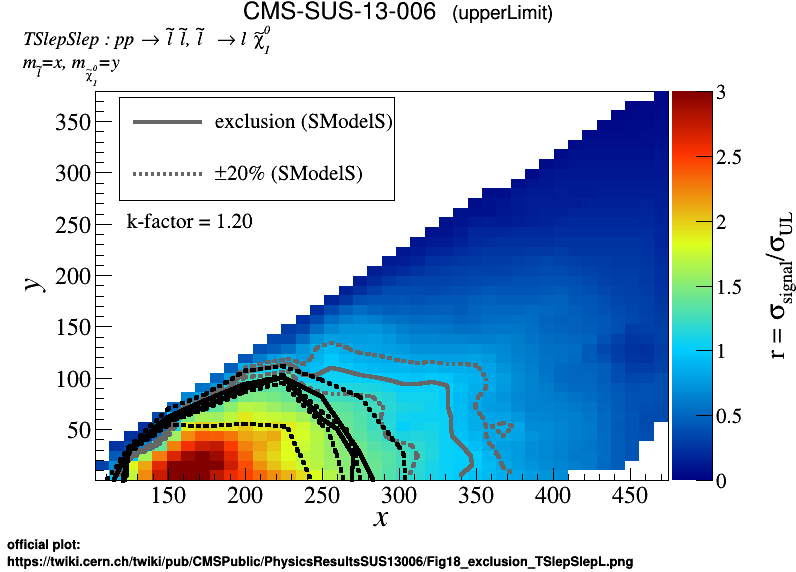 CMS-SUS-13-006 (upperLimit)
TSlepSlep : pp → l̃ l̃, l̃ → l χ̃₁⁰
m_l̃=x, m_χ̃₁⁰=y
exclusion (SModelS)
±20% (SModelS)
k-factor = 1.20
350
300
250
200
150
100
50
y
150 200 250 300 350 400 450
x
3
2.5
2
1.5
1
0.5
0
r = σ_signal/σ_UL
official plot:
https://twiki.cern.ch/twiki/pub/CMSPublic/PhysicsResultsSUS13006/Fig18_exclusion_TSlepSlepL.png